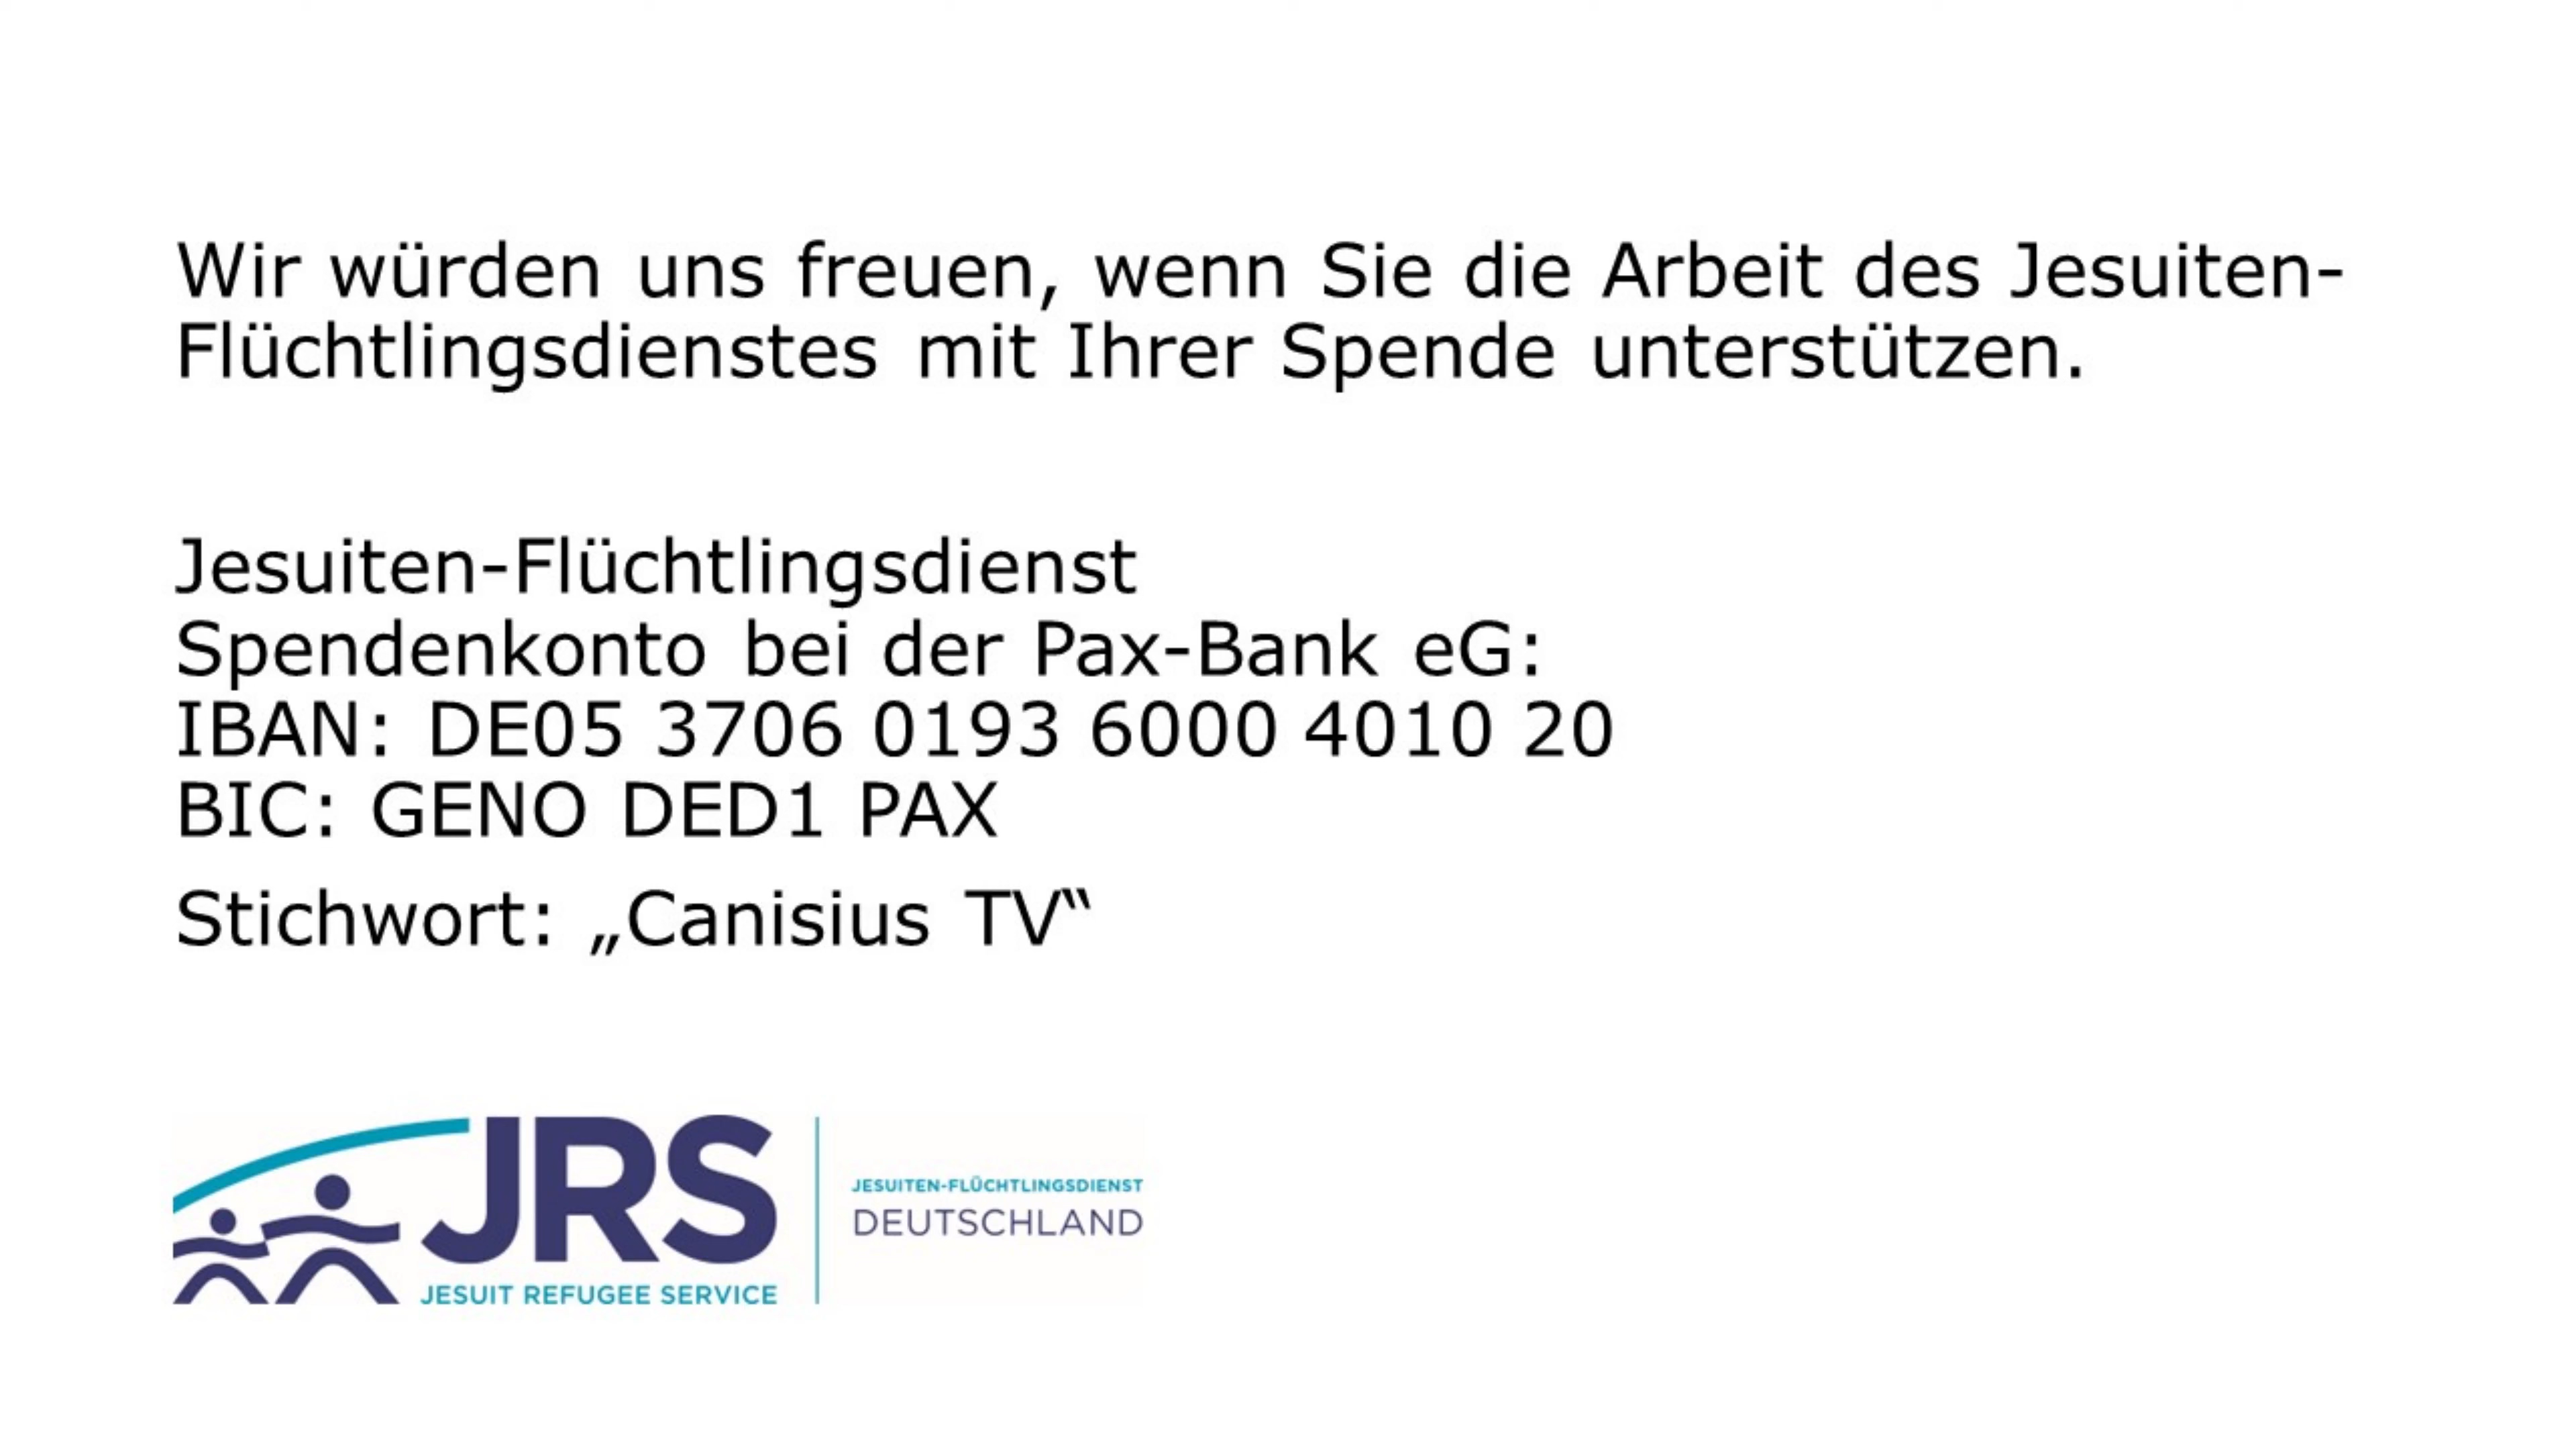 Wir würden uns freuen, wenn Sie die Arbeit des Jesuiten-
Flüchtlingsdienstes mit Ihrer Spende unterstützen.
Jesuiten-Flüchtlingsdienst
Spendenkonto bei der Pax-Bank eG:
IBAN: DE05 3706 0193 6000 4010 20
BIC: GENO DED1 PAX
Stichwort: „Canisius TV“
JRS
JESUIT REFUGEE SERVICE
JESUITEN-FLÜCHTLINGSDIENST
DEUTSCHLAND